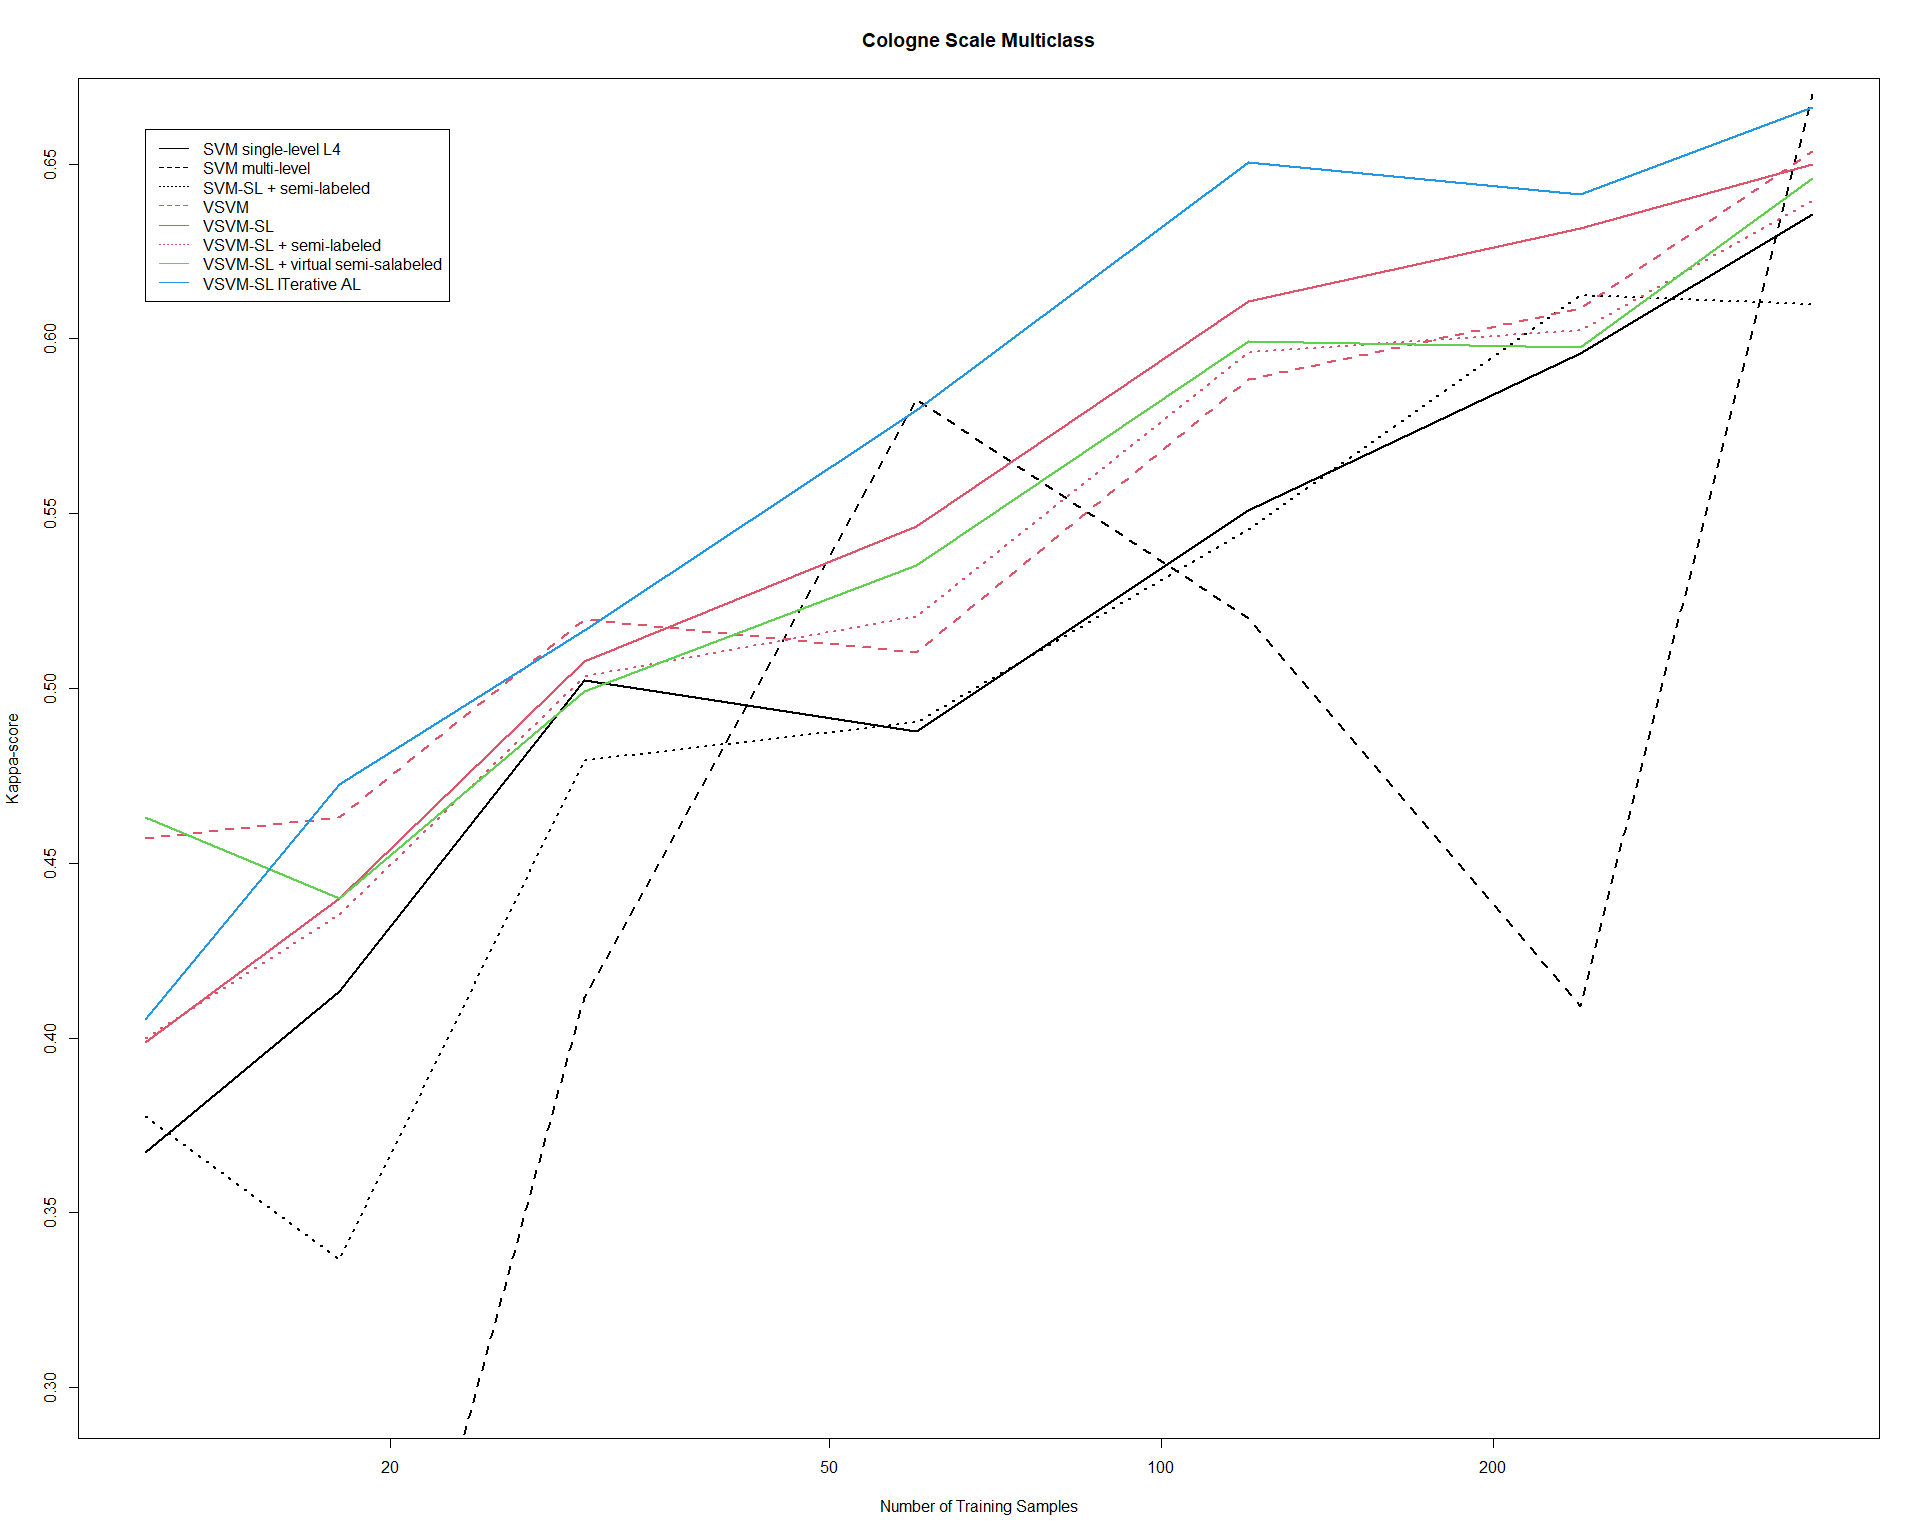 Cologne Scale Multiclass
SVM single-level L4
SVM multi-level
SVM-SL + semi-labeled
VSVM
VSVM-SL
VSVM-SL + semi-labeled
VSVM-SL + virtual semi-salabeled
VSVM-SL ITerative AL
0.65
0.60
0.55
0.50
0.45
0.40
0.35
0.30
Kappa-score
20 50 100 200
Number of Training Samples